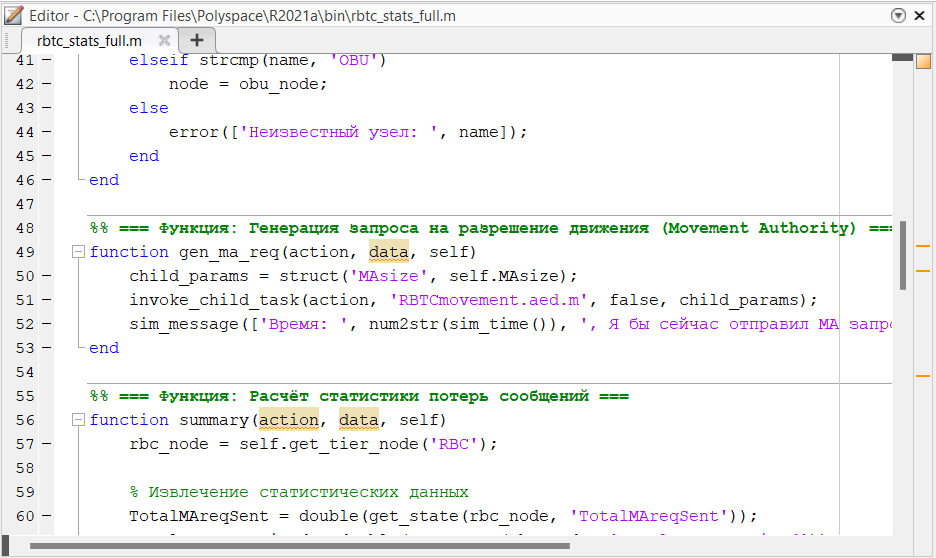 Editor - C:\Program Files\Polyspace\R2021a\bin\rbtc_stats_full.m
rbtc_stats_full.m
41 elseif strcmp(name, 'OBU')
42 node = obu_node;
43 else
44 error(['Неизвестный узел: ', name]);
45 end
46 end
47
48 %% === Функция: Генерация запроса на разрешение движения (Movement Authority) ===
49 function gen_ma_req(action, data, self)
50 child_params = struct('MAsize', self.MAsize);
51 invoke_child_task(action, 'RBTCmovement.aed.m', false, child_params);
52 sim_message(['Время: ', num2str(sim_time()), ', Я бы сейчас отправил MA
53 end
54
55 %% === Функция: Расчёт статистики потерь сообщений ===
56 function summary(action, data, self)
57 rbc_node = self.get_tier_node('RBC');
58
59 % Извлечение статистических данных
60 TotalMAreqSent = double(get_state(rbc_node, 'TotalMAreqSent'));